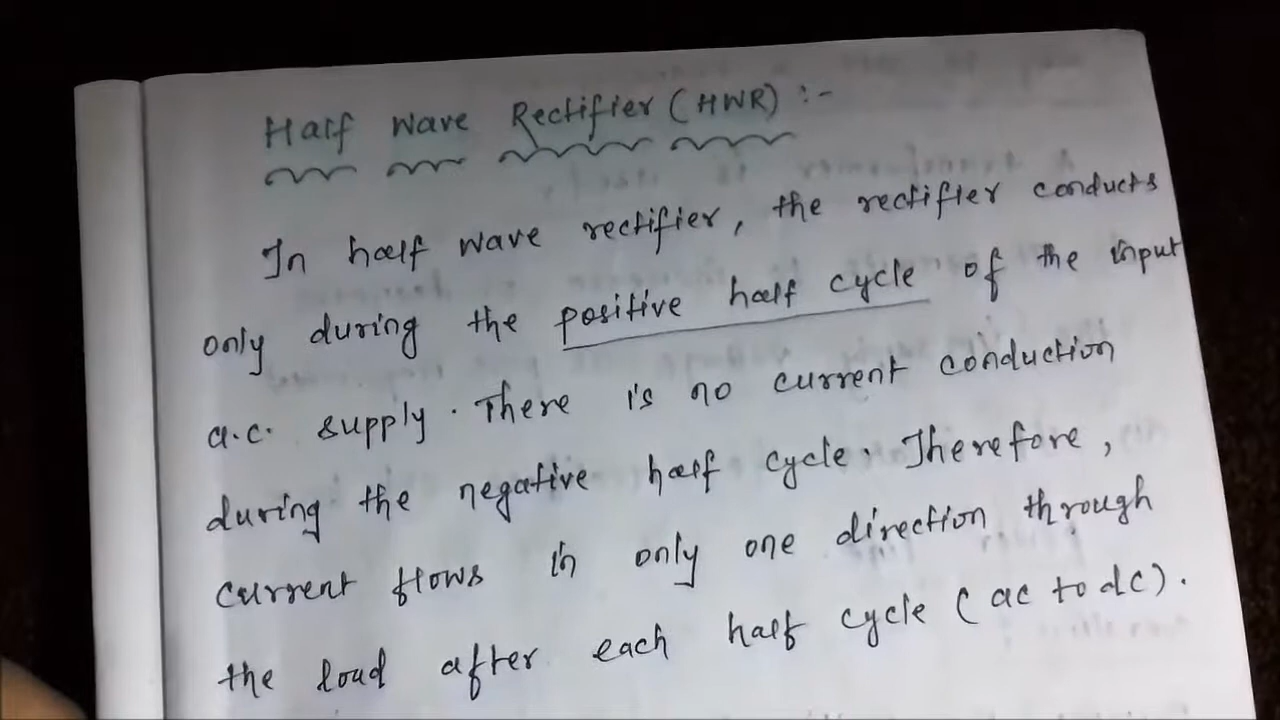 Half Wave Rectifier (HWR) :-
In half wave rectifier, the rectifier conducts
only during the positive half cycle of the input
a.c. supply. There is no current conduction
during the negative half cycle. Therefore,
current flows in only one direction through
the load after each half cycle (ac to dc).